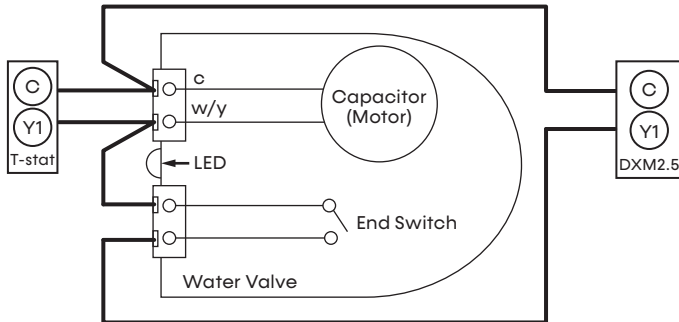 C
Y1
T-stat
c
w/y
LED
Capacitor
(Motor)
End Switch
Water Valve
C
Y1
DXM2.5